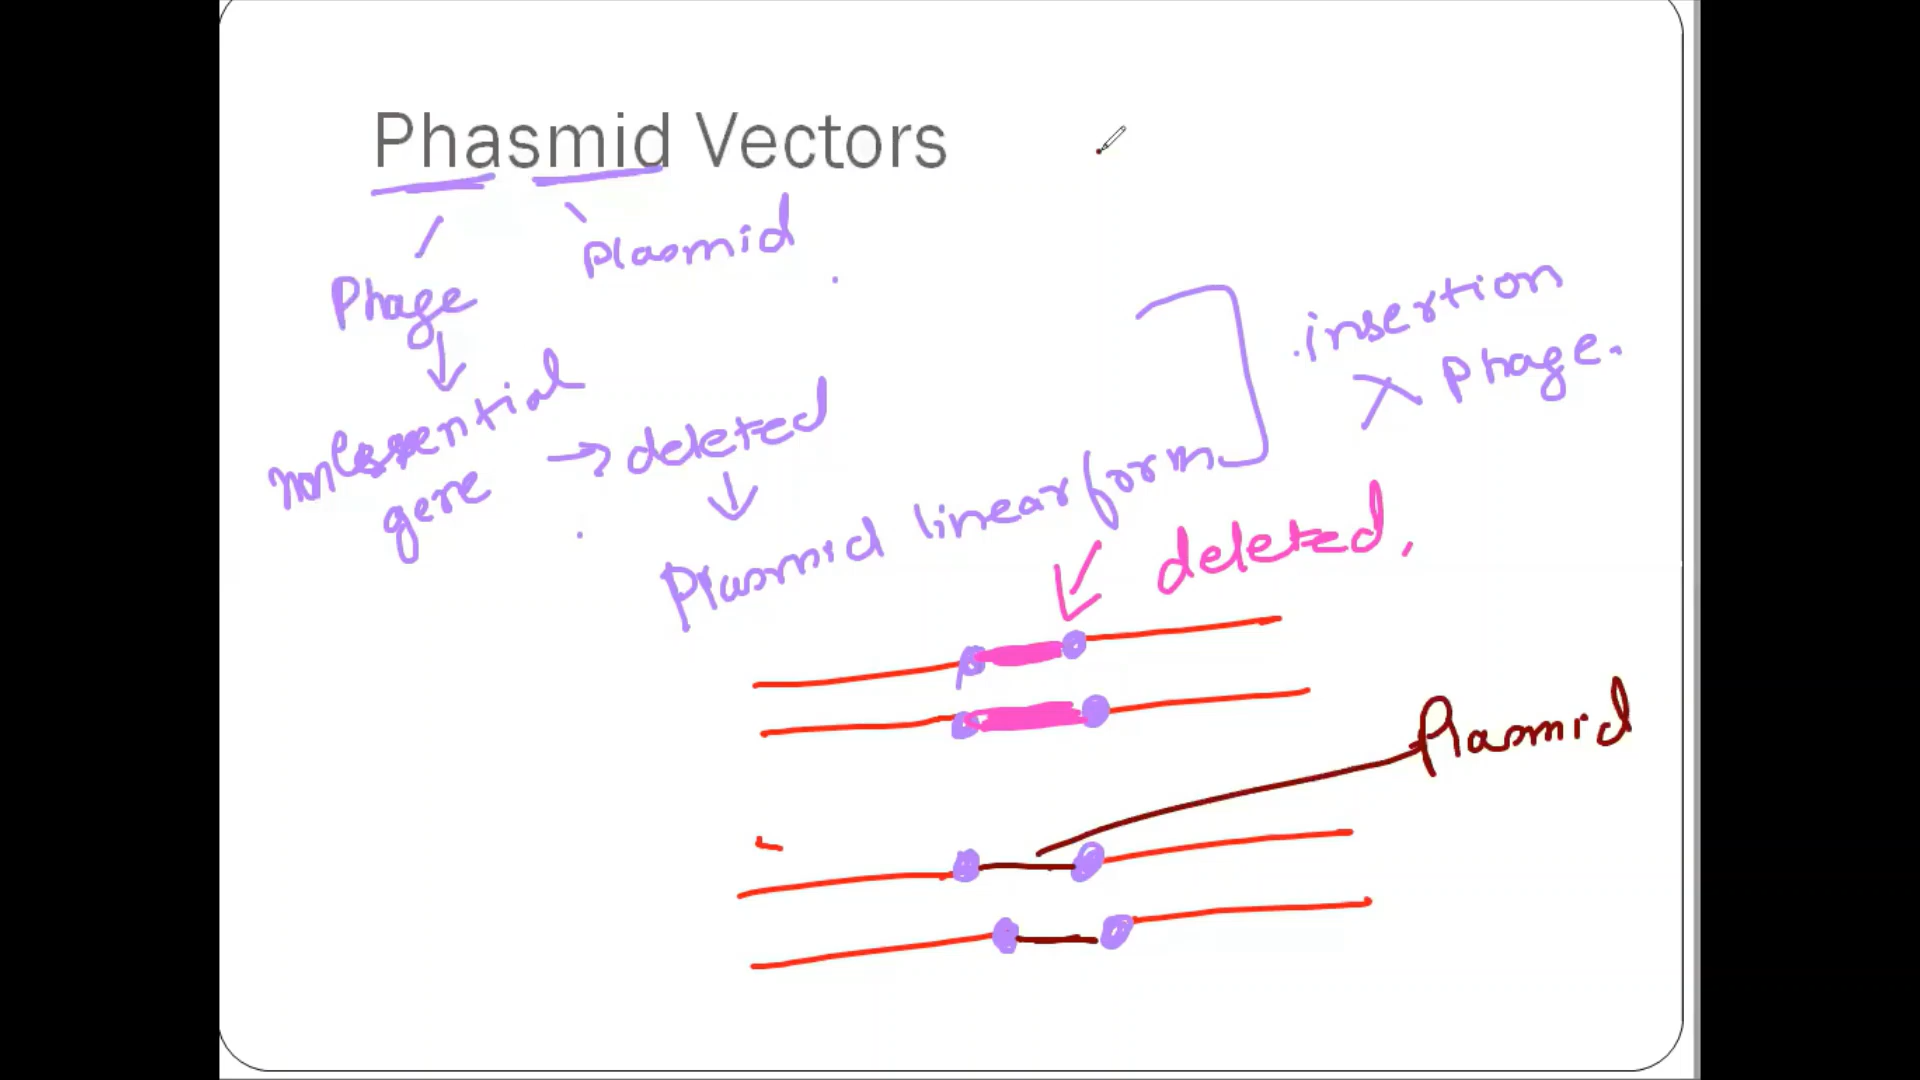 Phasmid Vectors
Plasmid
Phage
insertion
λ phage.
nonessential
gene → deleted
Plasmid linear form
deleted.
Plasmid